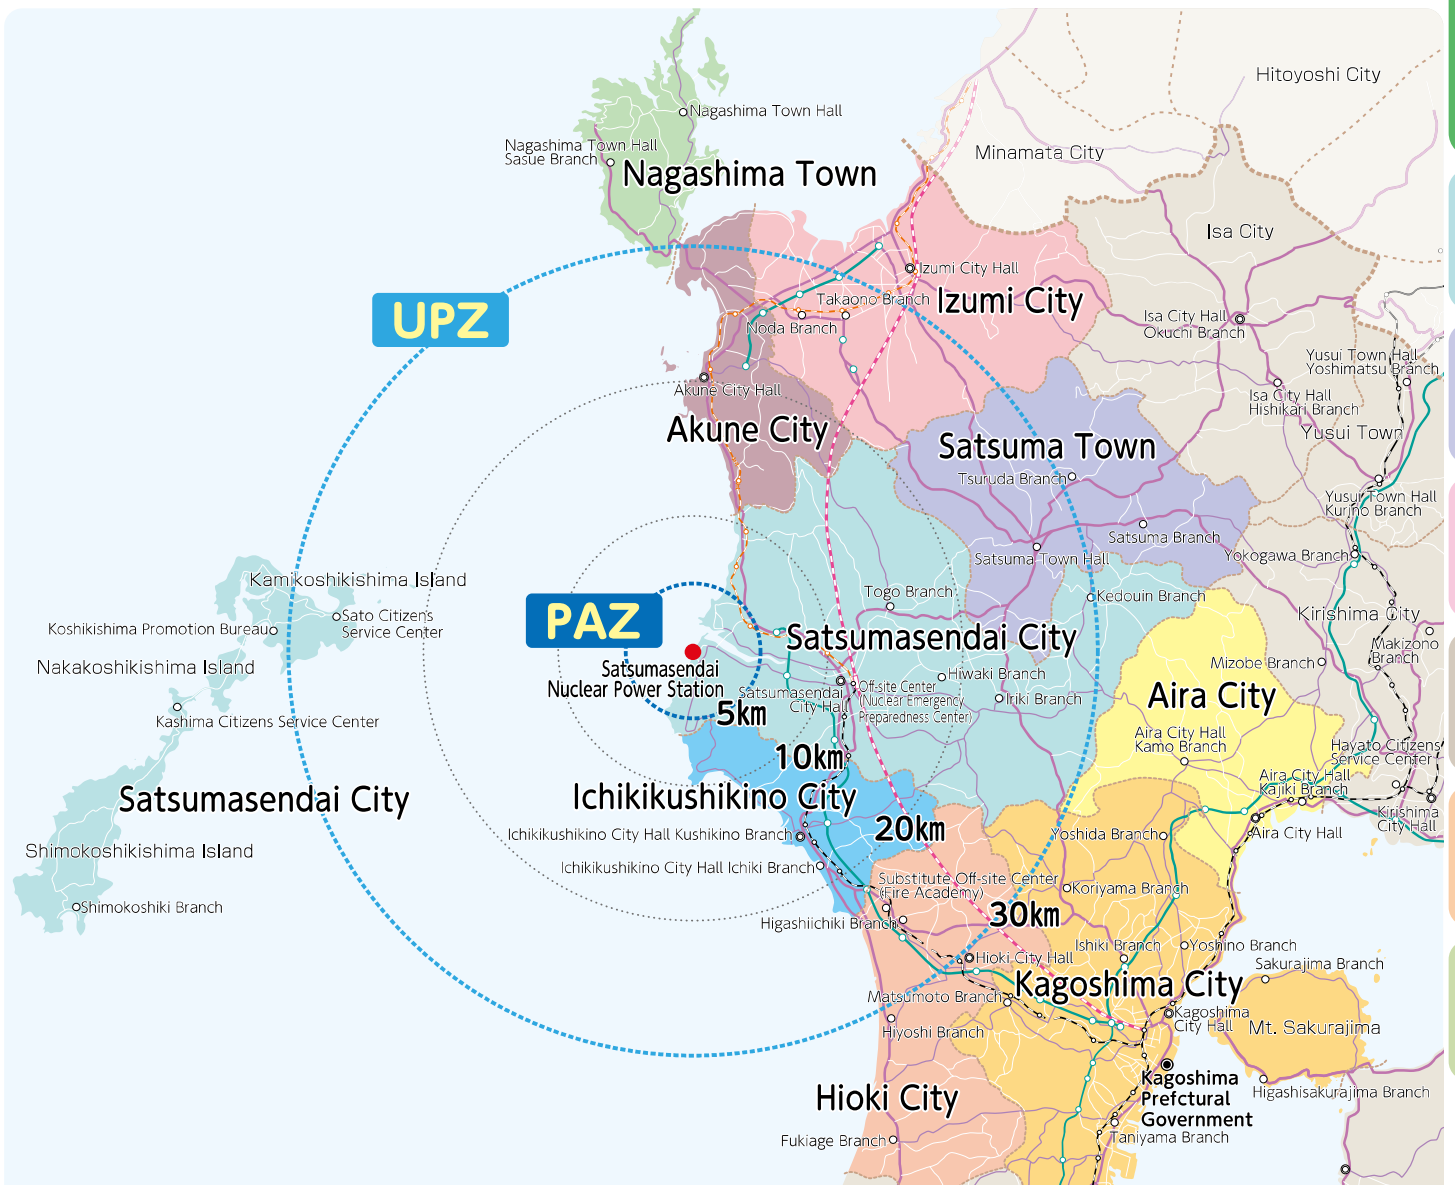 Hitoyoshi City
Nagashima Town Hall
Nagashima Town Hall
Sasue Branch
Minamata City
Nagashima Town
Isa City
Izumi City Hall
UPZ
Takaono Branch
Izumi City
Noda Branch
Isa City Hall
Okuchi Branch
Yusui Town Hall
Yoshimatsu Branch
Akune City Hall
Isa City Hall
Hishikari Branch
Akune City
Yusui Town
Satsuma Town
Tsuruda Branch
Yusui Town Hall
Kurino Branch
Satsuma Branch
Satsuma Town Hall
Yokogawa Branch
Kamikoshikishima Island
Togo Branch
Kedouin Branch
Sato Citizens
Service Center
Koshikishima Promotion Bureau
PAZ
Kirishima City
Satsumasendai City
Makizono
Branch
Nakakoshikishima Island
Mizobe Branch
Satsumasendai
Nuclear Power Station
Hiwaki Branch
Satsumasendai
City Hall
Off-site Center
(Nuclear Emergency
Preparedness Center)
Iriki Branch
Aira City
Kashima Citizens Service Center
5km
Aira City Hall
Kamo Branch
10km
Hayato Citizens
Service Center
Aira City Hall
Kajiki Branch
Satsumasendai City
Ichikikushikino City
Kirishima
City Hall
20km
Ichikikushikino City Hall Kushikino Branch
Yoshida Branch
Aira City Hall
Shimokoshikishima Island
Ichikikushikino City Hall Ichiki Branch
Substitute Off-site Center
(Fire Academy)
Koriyama Branch
Shimokoshiki Branch
30km
Higashiichiki Branch
Ishiki Branch
Yoshino Branch
Hioki City Hall
Sakurajima Branch
Kagoshima City
Matsumoto Branch
Kagoshima
City Hall
Mt. Sakurajima
Hiyoshi Branch
Kagoshima
Prefctural
Government
Higashisakurajima Branch
Hioki City
Taniyama Branch
Fukiage Branch